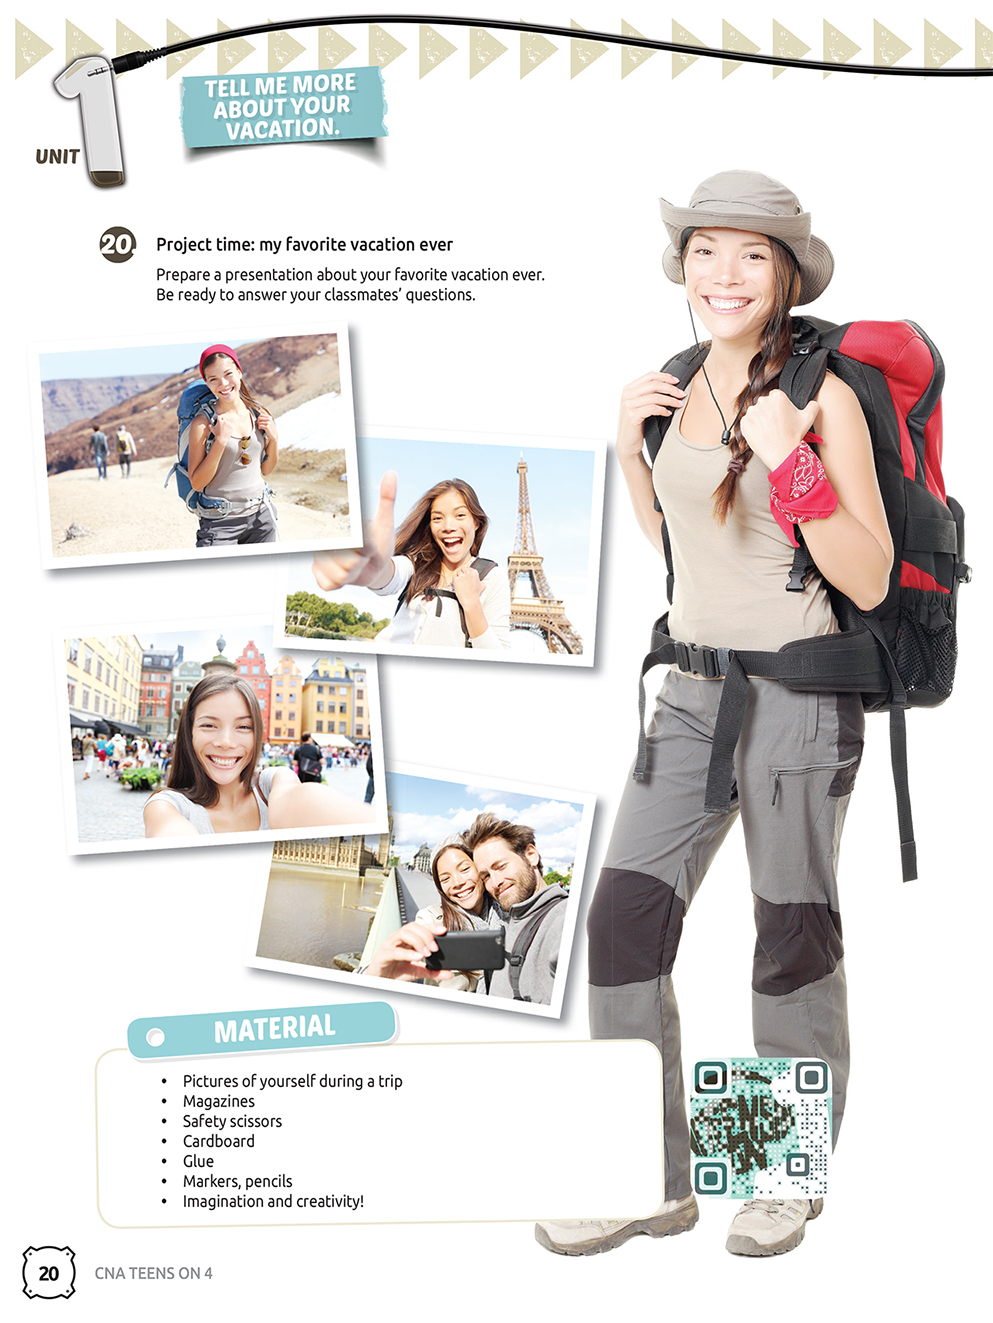 1
UNIT
TELL ME MORE
ABOUT YOUR
VACATION.
20.
Project time: my favorite vacation ever
Prepare a presentation about your favorite vacation ever.
Be ready to answer your classmates’ questions.
MATERIAL
• Pictures of yourself during a trip
• Magazines
• Safety scissors
• Cardboard
• Glue
• Markers, pencils
• Imagination and creativity!
20
CNA TEENS ON 4